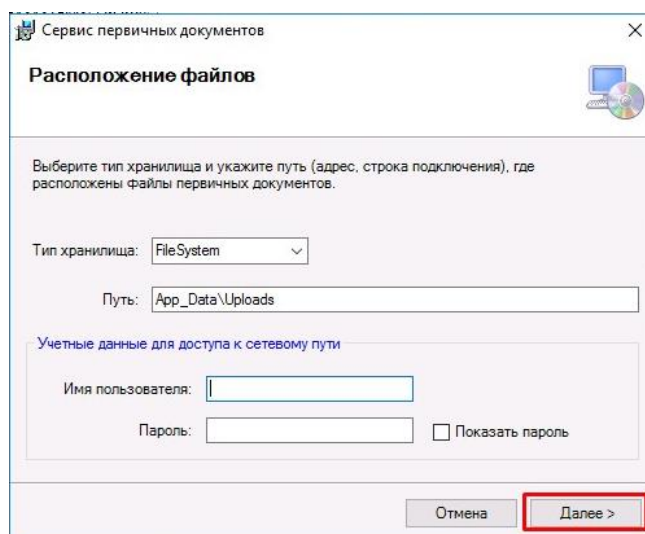 Сервис первичных документов
Расположение файлов
Выберите тип хранилища и укажите путь (адрес, строка подключения), где
расположены файлы первичных документов.
Тип хранилища: FileSystem
Путь: App_Data\Uploads
Учетные данные для доступа к сетевому пути
Имя пользователя:
Пароль: Показать пароль
Отмена Далее >